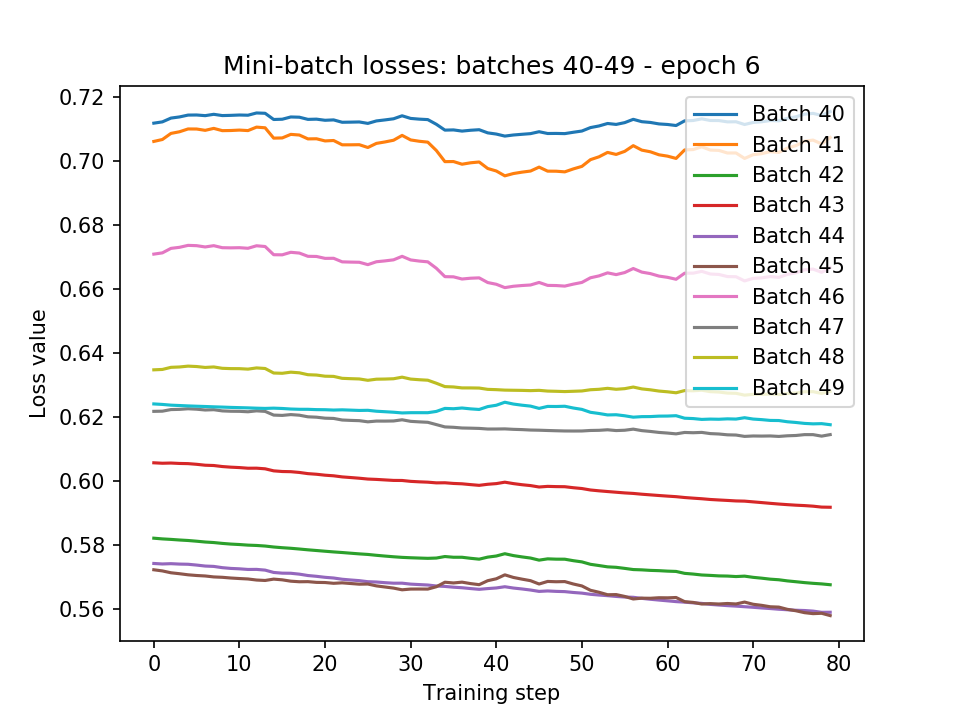 Mini-batch losses: batches 40-49 - epoch 6
0.72
0.70
0.68
0.66
0.64
0.62
0.60
0.58
0.56
Loss value
Batch 40
Batch 41
Batch 42
Batch 43
Batch 44
Batch 45
Batch 46
Batch 47
Batch 48
Batch 49
0 10 20 30 40 50 60 70 80
Training step